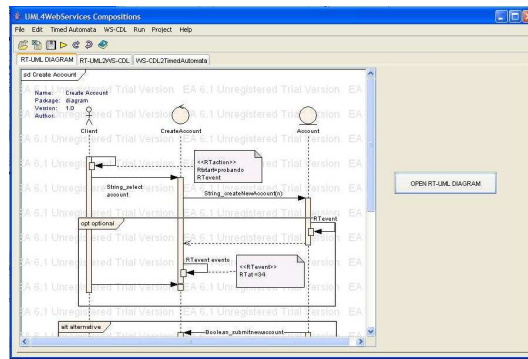 UML4WebServices Compositions
File Edit Timed Automata WS-CDL Run Project Help
RT-UML DIAGRAM RT-UML2WS-CDL WS-CDL2TimedAutomata
sd Create Account
EA 6.1 Unregistered Trial Version
Name: Create Account
Package: diagram
Version: 1.0
Author:
Client CreateAccount Account
<<RTaction>>
RTstart=probando
RTevent
String_select
account
String_createNewAccount(n)
opt optional
RTevent
RTevent evento
<<RTevent>>
RTat=34
alt alternative
Boolean_submitnewaccount
OPEN RT-UML DIAGRAM